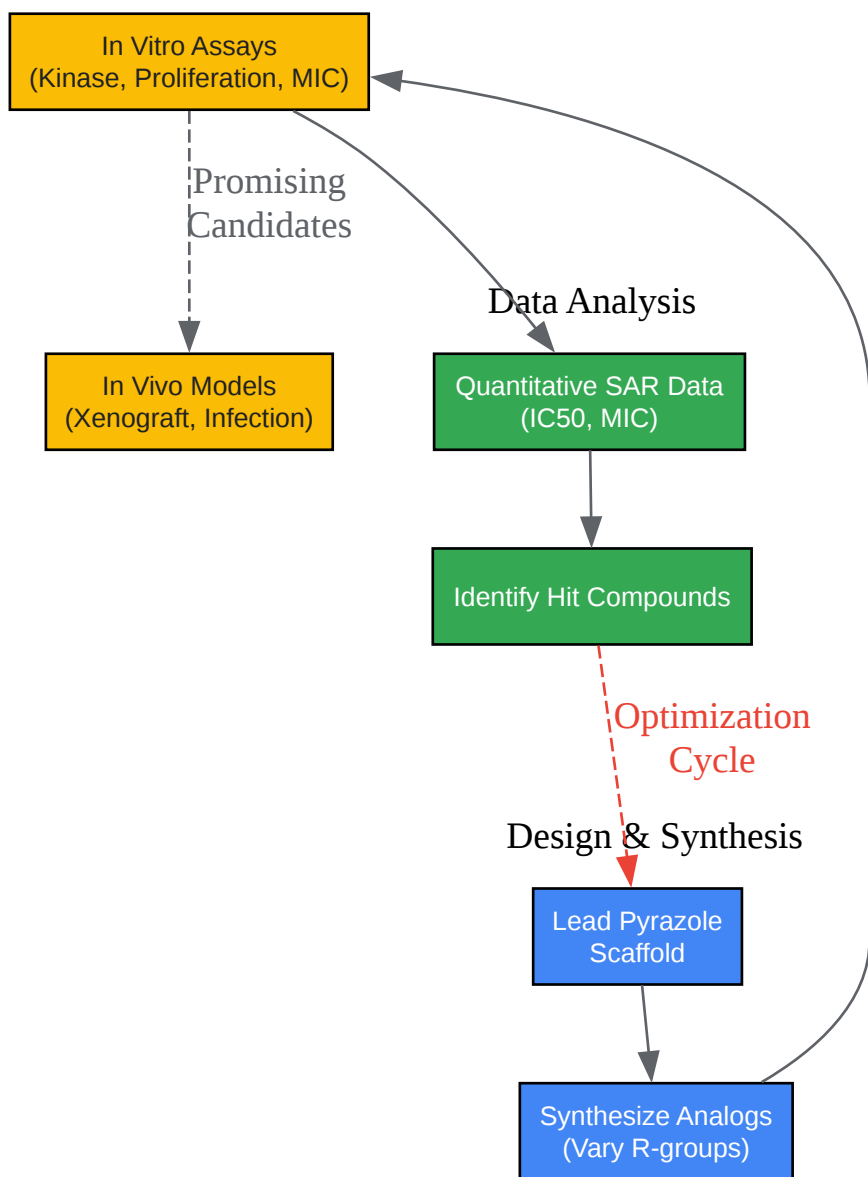 In Vitro Assays
(Kinase, Proliferation, MIC)
Promising
Candidates
Data Analysis
In Vivo Models
(Xenograft, Infection)
Quantitative SAR Data
(IC50, MIC)
Identify Hit Compounds
Optimization
Cycle
Design & Synthesis
Lead Pyrazole
Scaffold
Synthesize Analogs
(Vary R-groups)